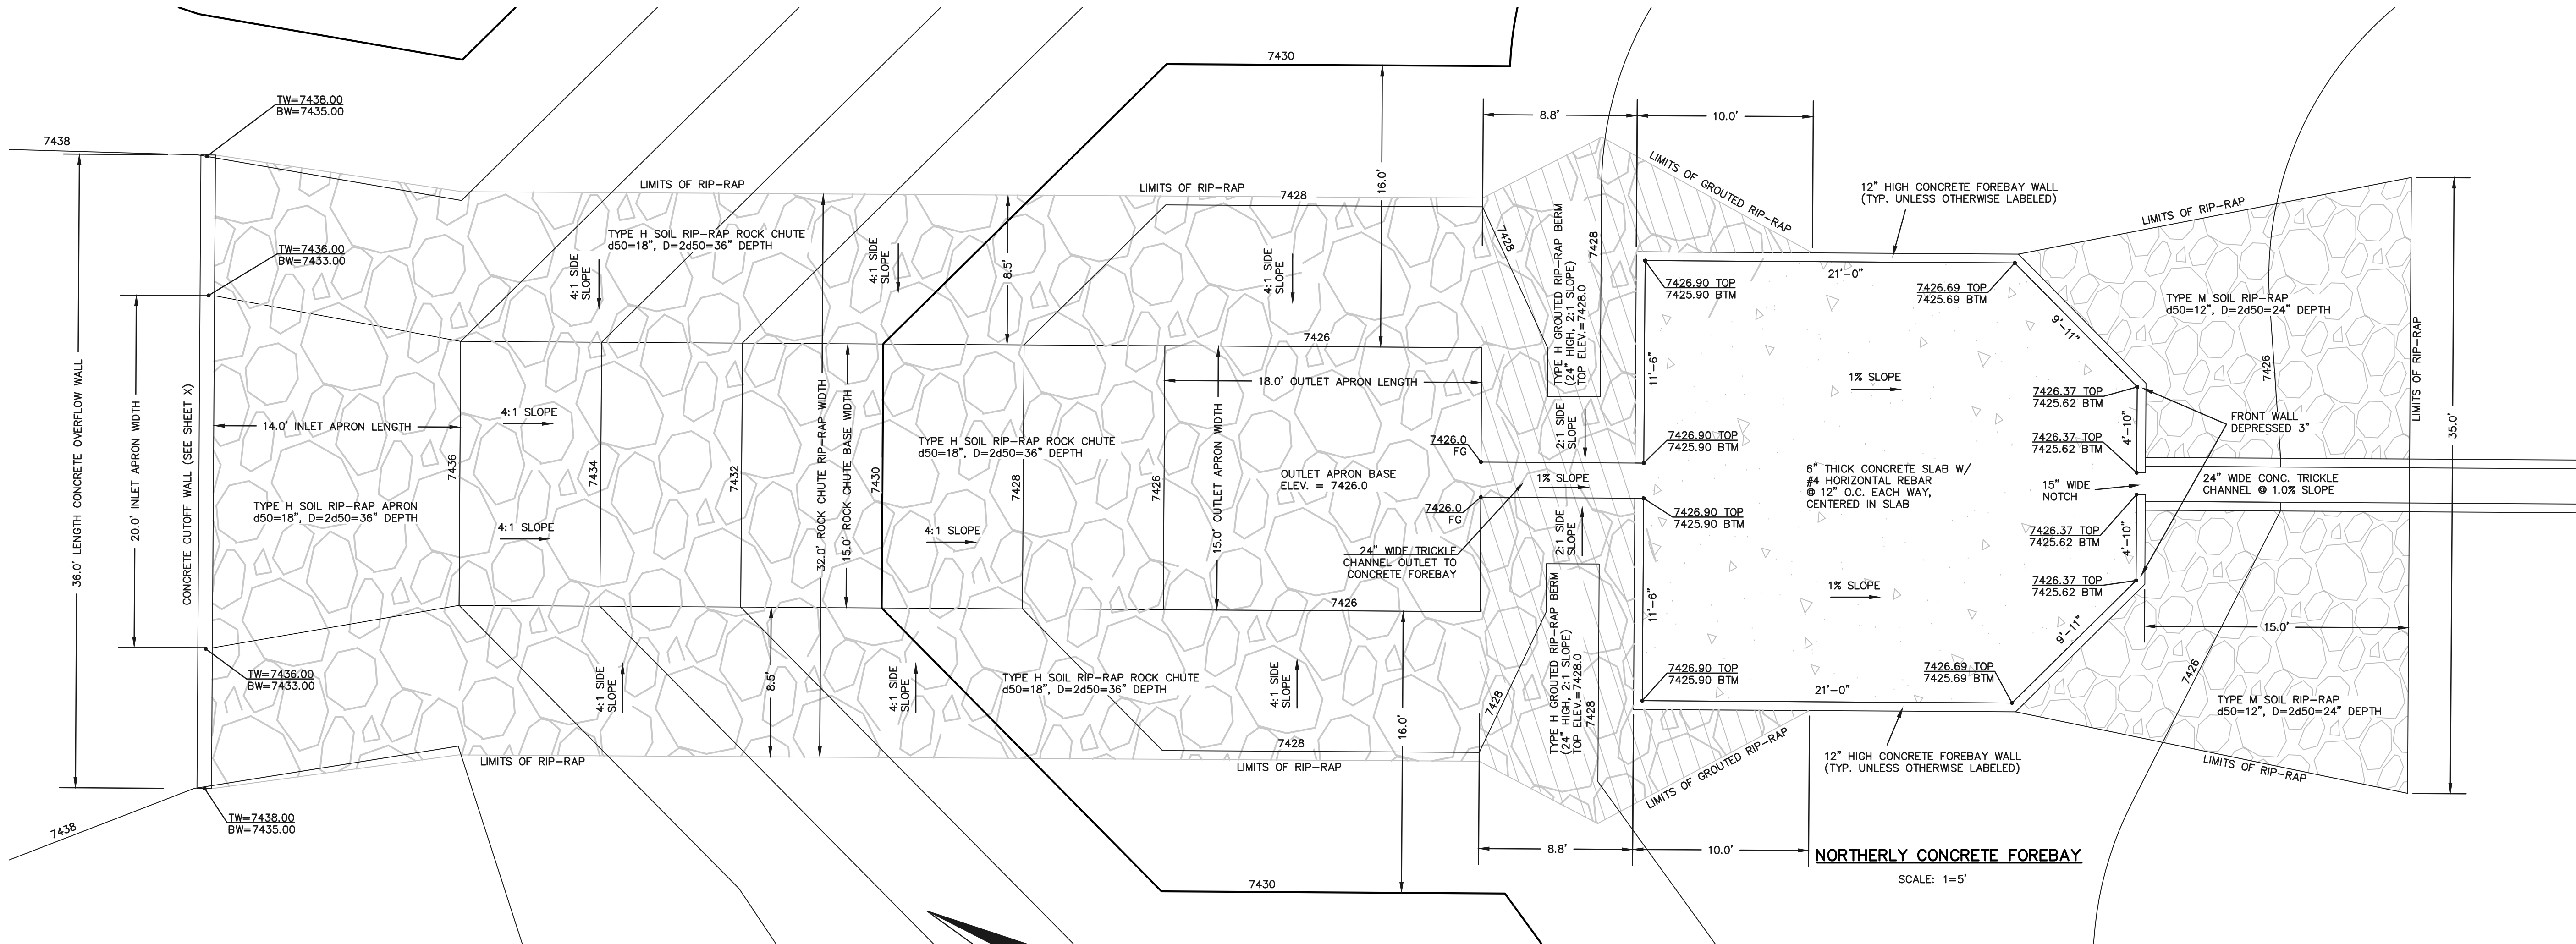 7438
TW=7438.00
BW=7435.00
TW=7436.00
BW=7433.00
36.0' LENGTH CONCRETE OVERFLOW WALL
20.0' INLET APRON WIDTH
CONCRETE CUTOFF WALL (SEE SHEET X)
14.0' INLET APRON LENGTH
TYPE H SOIL RIP-RAP APRON
d50=18", D=2d50=36" DEPTH
TW=7436.00
BW=7433.00
TW=7438.00
BW=7435.00
7438
LIMITS OF RIP-RAP
TYPE H SOIL RIP-RAP ROCK CHUTE
d50=18", D=2d50=36" DEPTH
4:1 SIDE
SLOPE
4:1 SLOPE
7436
7434
7432
4:1 SLOPE
4:1 SIDE
SLOPE
LIMITS OF RIP-RAP
32.0' ROCK CHUTE RIP-RAP WIDTH
15.0' ROCK CHUTE BASE WIDTH
8.5'
4:1 SIDE
SLOPE
8.5'
7430
7430
TYPE H SOIL RIP-RAP ROCK CHUTE
d50=18", D=2d50=36" DEPTH
4:1 SLOPE
4:1 SIDE
SLOPE
7428
7426
LIMITS OF RIP-RAP
7428
16.0'
4:1 SIDE
SLOPE
7426
18.0' OUTLET APRON LENGTH
15.0' OUTLET APRON WIDTH
OUTLET APRON BASE
ELEV. = 7426.0
7426.0
FG
7426.0
FG
24" WIDE TRICKLE
CHANNEL OUTLET TO
CONCRETE FOREBAY
7426
TYPE H SOIL RIP-RAP ROCK CHUTE
d50=18", D=2d50=36" DEPTH
4:1 SIDE
SLOPE
16.0'
7428
LIMITS OF RIP-RAP
7430
8.8'
10.0'
LIMITS OF GROUTED RIP-RAP
7428
TYPE H GROUTED RIP-RAP BERM
(24" HIGH, 2:1 SLOPE)
TOP ELEV.=7428.0
7428
2:1 SIDE
SLOPE
1% SLOPE
2:1 SIDE
SLOPE
TYPE H GROUTED RIP-RAP BERM
(24" HIGH, 2:1 SLOPE)
TOP ELEV.=7428.0
7428
7428
LIMITS OF GROUTED RIP-RAP
8.8'
10.0'
12" HIGH CONCRETE FOREBAY WALL
(TYP. UNLESS OTHERWISE LABELED)
21'-0"
7426.90 TOP
7425.90 BTM
7426.69 TOP
7425.69 BTM
11'-6"
1% SLOPE
9'-11"
7426.90 TOP
7425.90 BTM
7426.37 TOP
7425.62 BTM
7426.37 TOP
7425.62 BTM
4'-10"
FRONT WALL
DEPRESSED 3"
6" THICK CONCRETE SLAB W/
#4 HORIZONTAL REBAR
@ 12" O.C. EACH WAY,
CENTERED IN SLAB
15" WIDE
NOTCH
24" WIDE CONC. TRICKLE
CHANNEL @ 1.0% SLOPE
7426.90 TOP
7425.90 BTM
7426.37 TOP
7425.62 BTM
4'-10"
7426.37 TOP
7425.62 BTM
11'-6"
1% SLOPE
9'-11"
7426.90 TOP
7425.90 BTM
7426.69 TOP
7425.69 BTM
21'-0"
12" HIGH CONCRETE FOREBAY WALL
(TYP. UNLESS OTHERWISE LABELED)
LIMITS OF RIP-RAP
TYPE M SOIL RIP-RAP
d50=12", D=2d50=24" DEPTH
7426
LIMITS OF RIP-RAP
35.0'
15.0'
7426
TYPE M SOIL RIP-RAP
d50=12", D=2d50=24" DEPTH
LIMITS OF RIP-RAP
NORTHERLY CONCRETE FOREBAY
SCALE: 1=5'